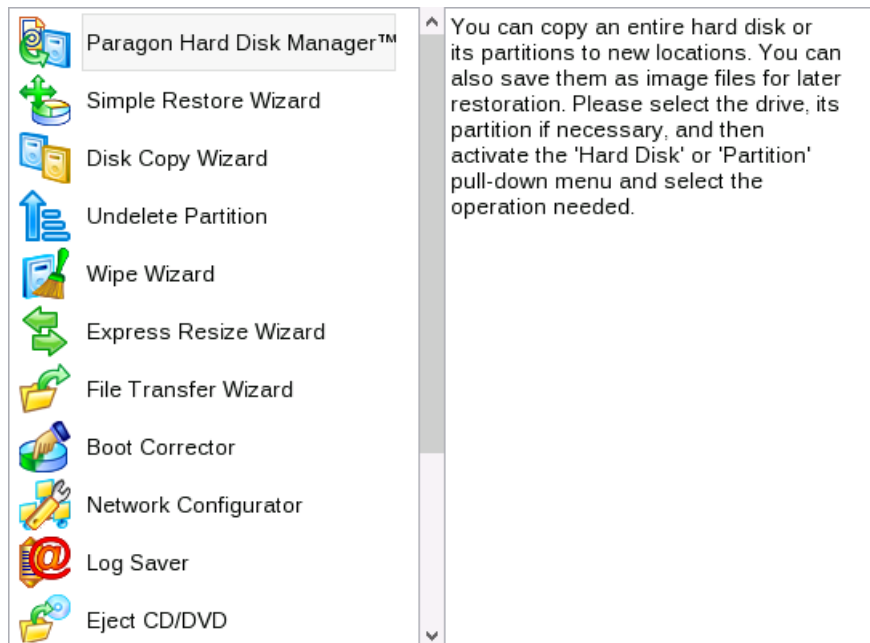 Paragon Hard Disk Manager™
Simple Restore Wizard
Disk Copy Wizard
Undelete Partition
Wipe Wizard
Express Resize Wizard
File Transfer Wizard
Boot Corrector
Network Configurator
Log Saver
Eject CD/DVD
You can copy an entire hard disk or
its partitions to new locations. You can
also save them as image files for later
restoration. Please select the drive, its
partition if necessary, and then
activate the 'Hard Disk' or 'Partition'
pull-down menu and select the
operation needed.